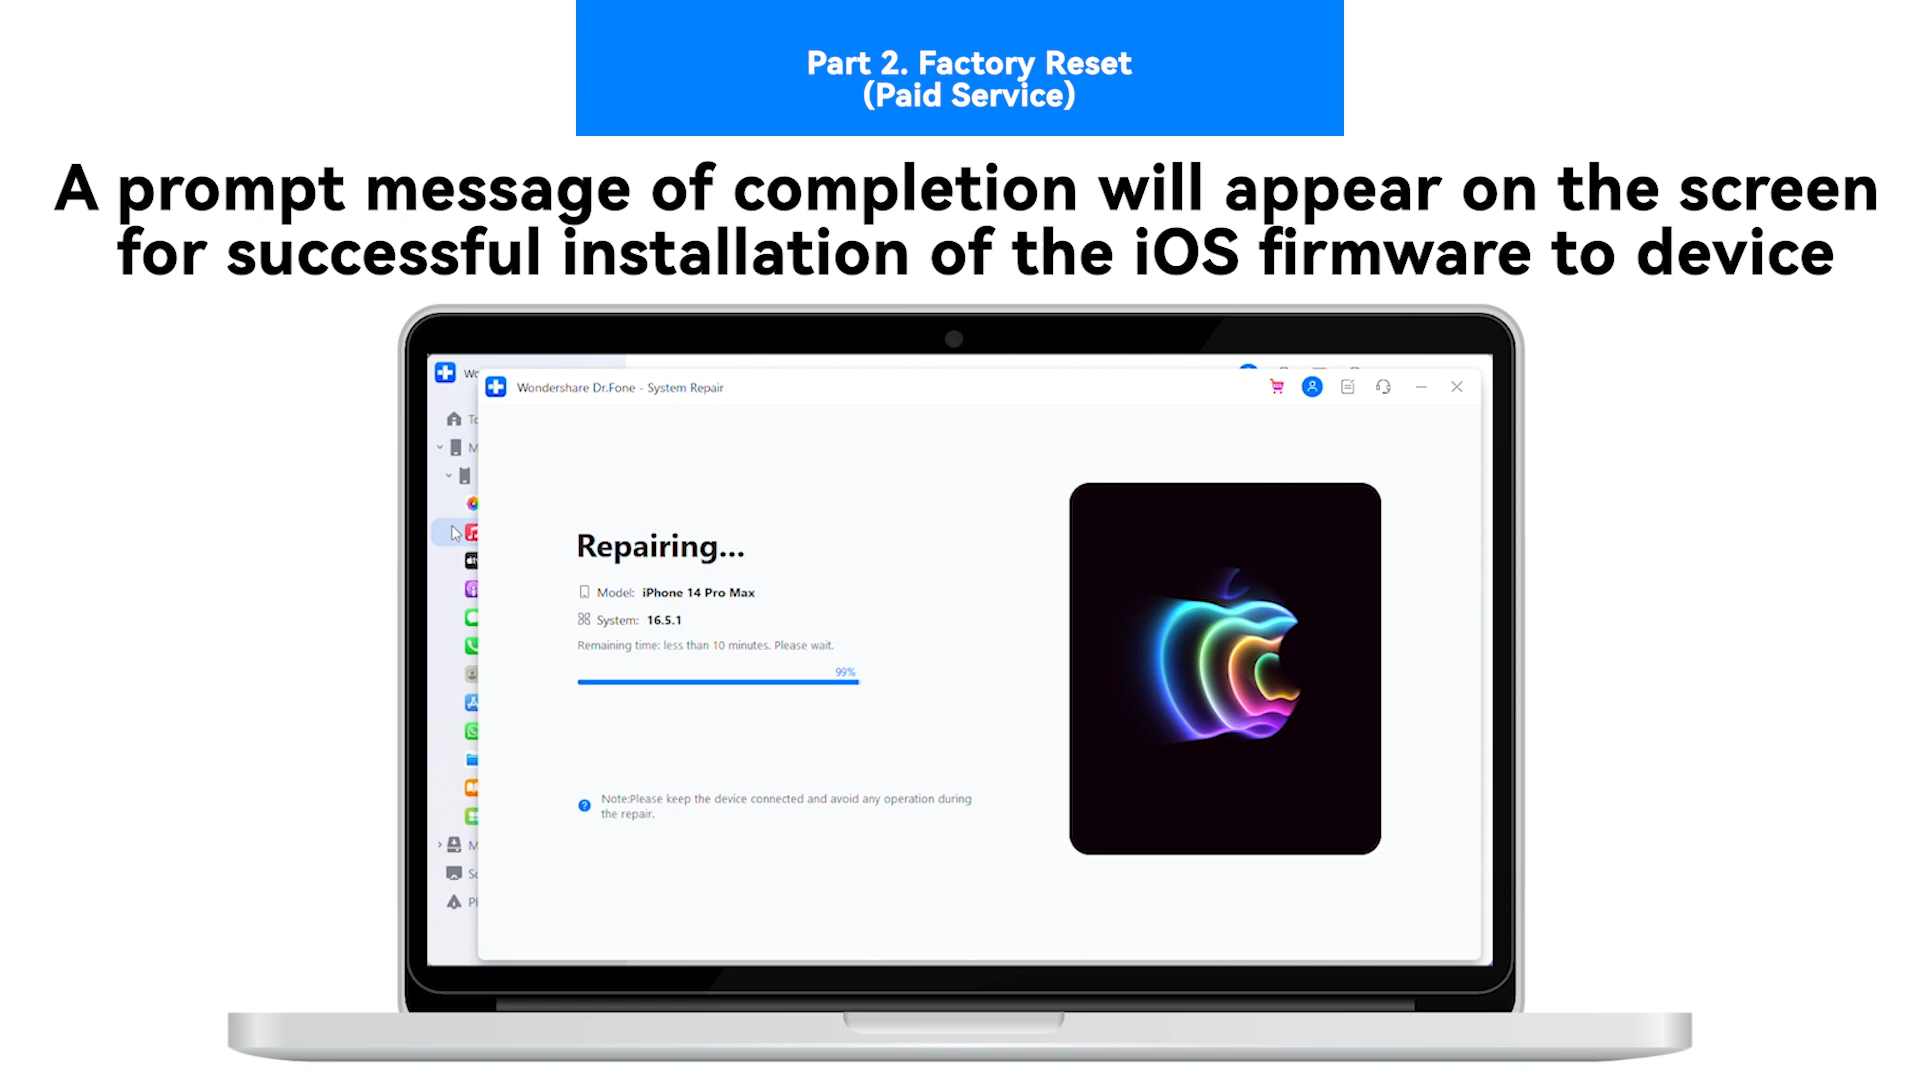 Part 2. Factory Reset
(Paid Service)
A prompt message of completion will appear on the screen
for successful installation of the iOS firmware to device
Wondershare Dr.Fone - System Repair
Repairing...
Model: iPhone 14 Pro Max
System: 16.5.1
Remaining time: less than 10 minutes. Please wait.
99%
Note:Please keep the device connected and avoid any operation during
the repair.